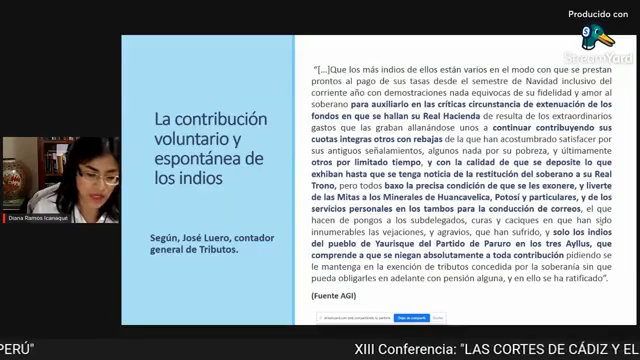 Producido con
StreamYard
La contribución
voluntario y
espontánea de
los indios
Según, José Luero, contador
general de Tributos.
“[…]Que los más indios de ellos están varios en el modo con que se prestan
prontos al pago de sus tasas desde el semestre de Navidad inclusivo del
corriente año con demostraciones nada equivocas de su fidelidad y amor al
soberano para auxiliarlo en las críticas circunstancia de extenuación de los
fondos en que se hallan su Real Hacienda de resulta de los extraordinarios
gastos que las graban allanándose unos a continuar contribuyendo sus
cuotas integras otros con rebajas de la que han acostumbrado satisfacer por
sus antiguos señalamientos, algunos nada por su pobreza, y últimamente
otros por limitado tiempo, y con la calidad de que se deposite lo que
exhiban hasta que se tenga noticia de la restitución del soberano a su Real
Trono, pero todos baxo la precisa condición de que se les exonere, y liverte
de las Mitas a los Minerales de Huancavelica, Potosí y particulares, y de
los servicios personales en los tambos para la conducción de correos, el que
hacen de pongos a los subdelegados, curas y caciques en que han sido
innumerables las vejaciones, y agravios, que han sufrido, y solo los indios
del pueblo de Yaurisque del Partido de Paruro en los tres Ayllus, que
comprende a que se niegan absolutamente a toda contribución pidiendo se
le mantenga en la exención de tributos concedida por la soberanía sin que
pueda obligarles en adelante con pensión alguna, y en ello se ha ratificado”.
(Fuente AGI)
Diana Ramos Icanaqué
PERÚ"
XIII Conferencia: "LAS CORTES DE CÁDIZ Y EL